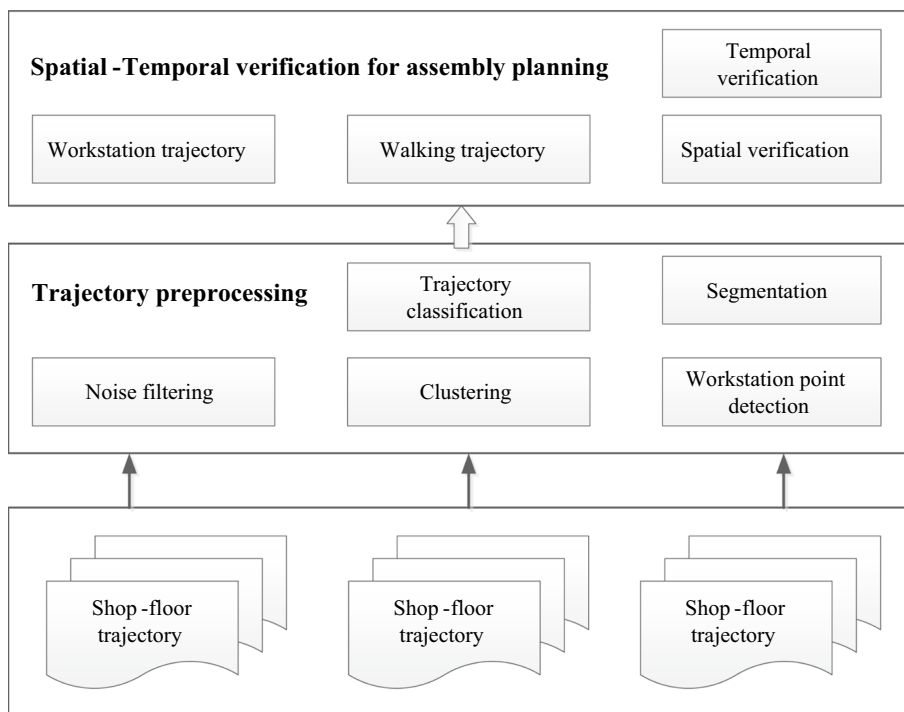 Spatial -Temporal verification for assembly planning
Temporal
verification
Workstation trajectory
Walking trajectory
Spatial verification
Trajectory preprocessing
Trajectory
classification
Segmentation
Noise filtering
Clustering
Workstation point
detection
Shop -floor
trajectory
Shop -floor
trajectory
Shop -floor
trajectory